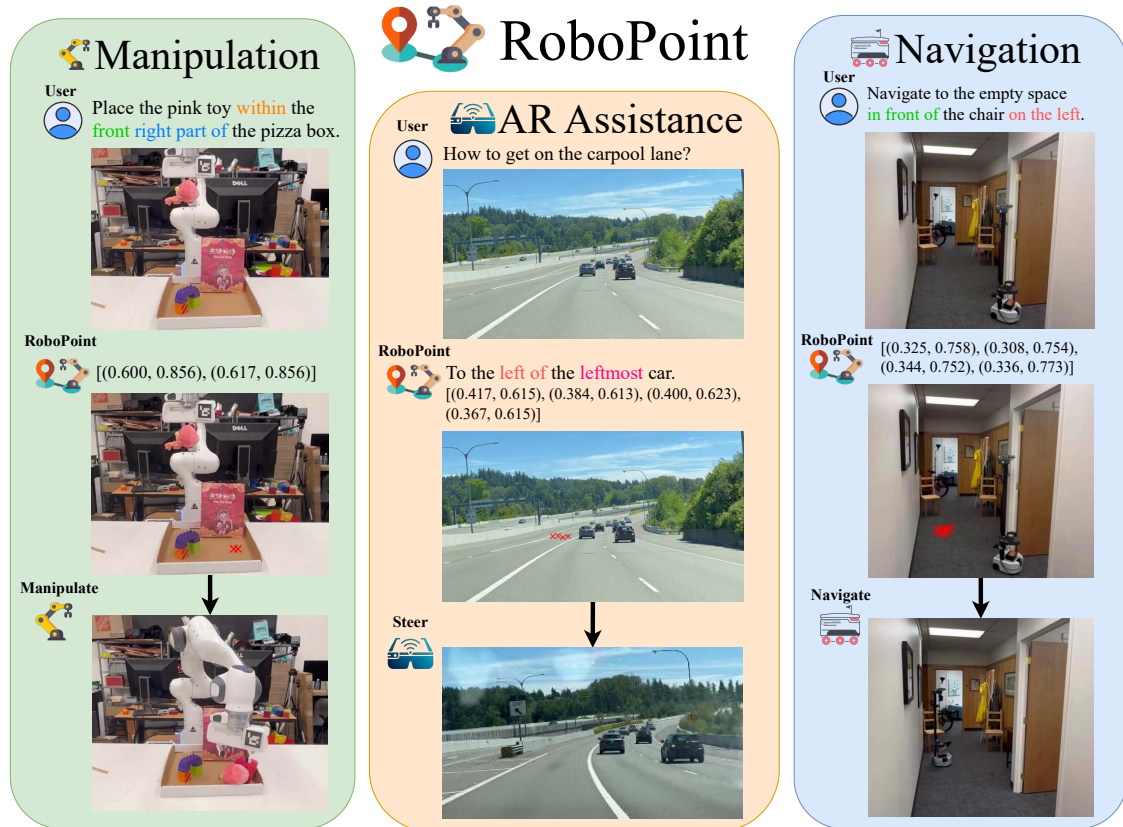 RoboPoint
Manipulation
User
Place the pink toy within the
front right part of the pizza box.
DELL
RoboPoint
[(0.600, 0.856), (0.617, 0.856)]
Manipulate
AR Assistance
User
How to get on the carpool lane?
RoboPoint
To the left of the leftmost car.
[(0.417, 0.615), (0.384, 0.613), (0.400, 0.623),
(0.367, 0.615)]
Steer
Navigation
User
Navigate to the empty space
in front of the chair on the left.
RoboPoint
[(0.325, 0.758), (0.308, 0.754),
(0.344, 0.752), (0.336, 0.773)]
Navigate